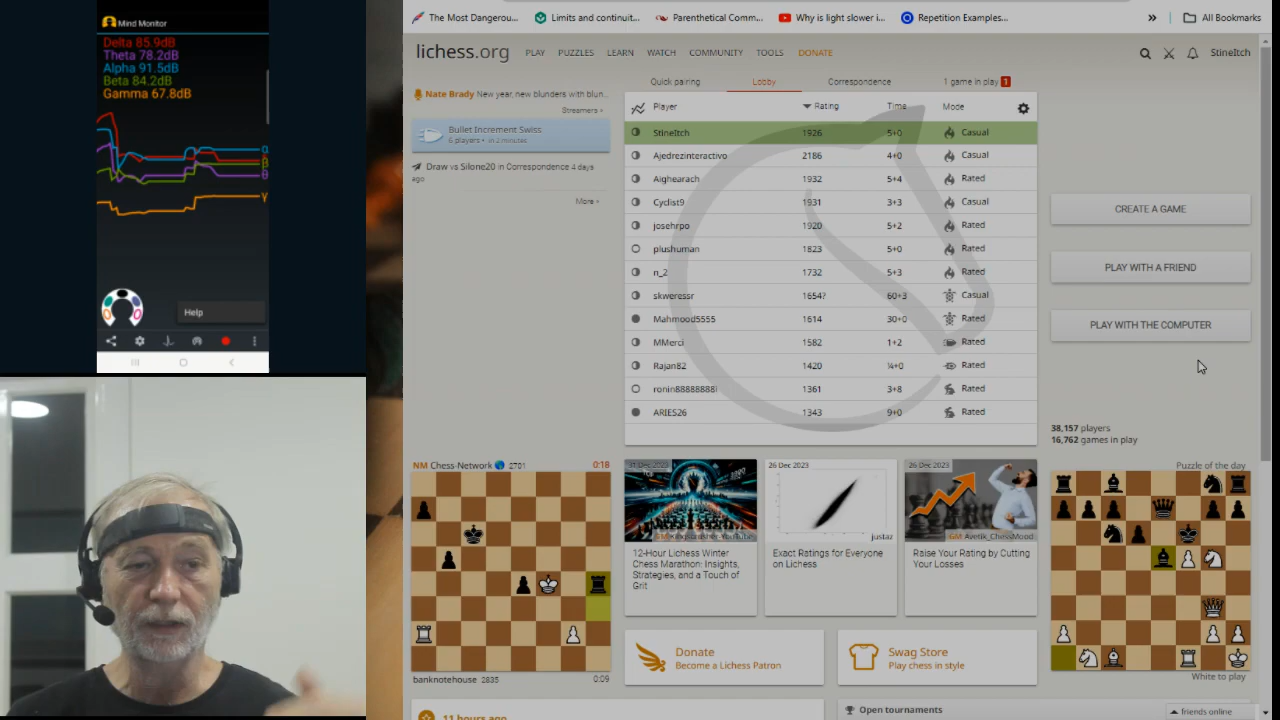 Mind Monitor
Delta 85.9dB
Theta 78.2dB
Alpha 91.5dB
Beta 84.2dB
Gamma 67.8dB
Help
The Most Dangerou...
Limits and continuit...
Parenthetical Comm...
Why is light slower i...
Repetition Examples...
»
All Bookmarks
lichess.org
PLAY
PUZZLES
LEARN
WATCH
COMMUNITY
TOOLS
DONATE
StineItch
Quick pairing
Lobby
Correspondence
1 game in play 1
Nate Brady New year, new blunders with blun...
Streamers »
Bullet Increment Swiss
6 players • in 2 minutes
Draw vs Silone20 in Correspondence 4 days
ago
More »
Player Rating Time Mode
StineItch 1926 5+0 Casual
Ajedrezinteractivo 2186 4+0 Casual
Aighearach 1932 5+4 Rated
Cyclist9 1931 3+3 Casual
josehrpo 1920 5+2 Rated
plushuman 1823 5+0 Rated
n_2 1732 5+3 Rated
skweressr 1654? 60+3 Casual
Mahmood5555 1614 30+0 Rated
MMerci 1582 1+2 Rated
Rajan82 1420 ¼+0 Rated
ronin88888888i 1361 3+8 Rated
ARIES26 1343 9+0 Rated
CREATE A GAME
PLAY WITH A FRIEND
PLAY WITH THE COMPUTER
38,157 players
16,762 games in play
NM Chess-Network 2701 0:18
banknotehouse 2835 0:09
31 Dec 2023
12-Hour Lichess Winter
Chess Marathon: Insights,
Strategies, and a Touch of
Grit
26 Dec 2023
justaz
Exact Ratings for Everyone
on Lichess
26 Dec 2023
GM Avetik_ChessMood
Raise Your Rating by Cutting
Your Losses
Puzzle of the day
White to play
Donate
Become a Lichess Patron
Swag Store
Play chess in style
11 hours ago
Open tournaments
friends online